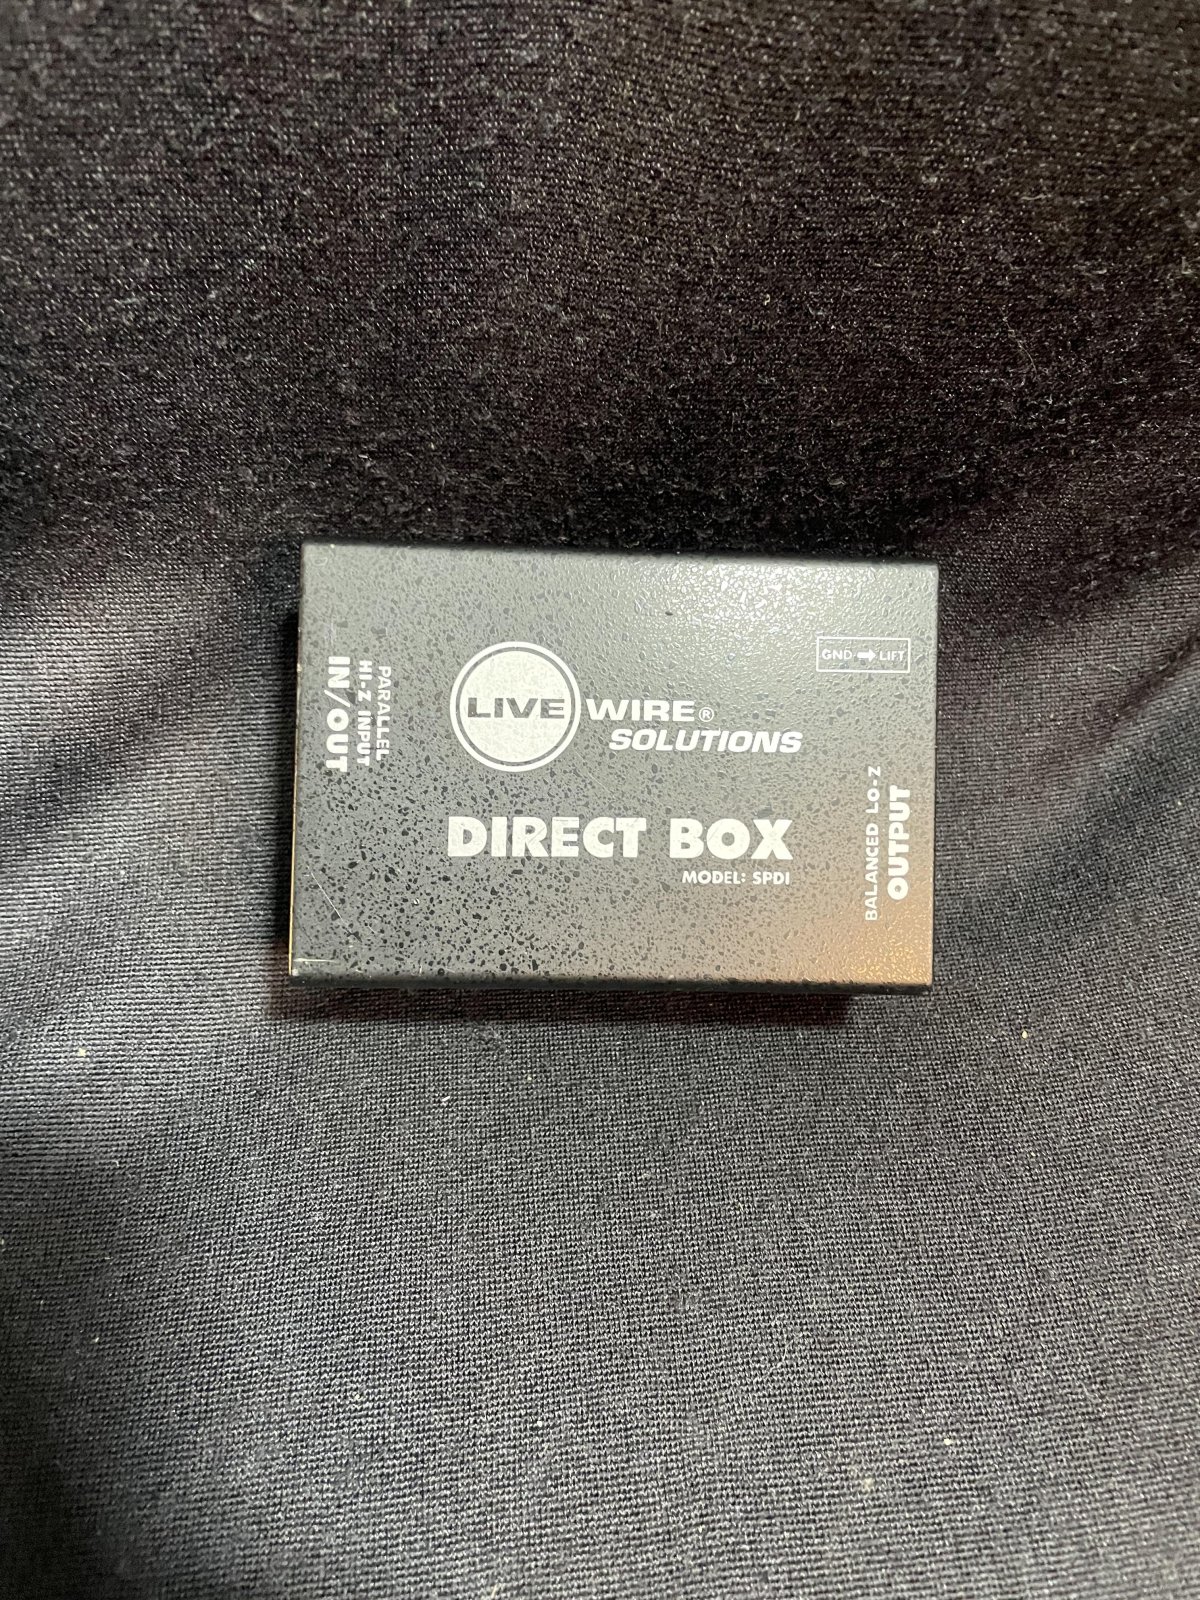 PARALLEL
HI-Z INPUT
IN/OUT
LIVE WIRE®
SOLUTIONS
DIRECT BOX
MODEL: SPDI
GND ➡ LIFT
BALANCED LO-Z
OUTPUT